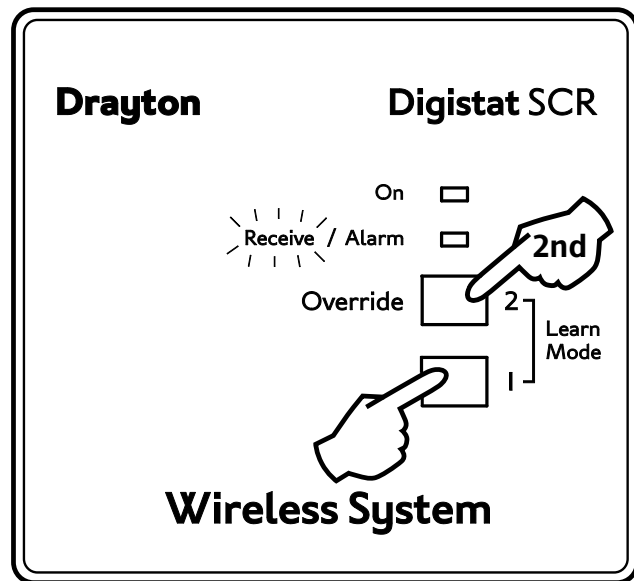 Drayton Digistat SCR
On
Receive / Alarm
2nd
Override 2
Learn
Mode
1
Wireless System